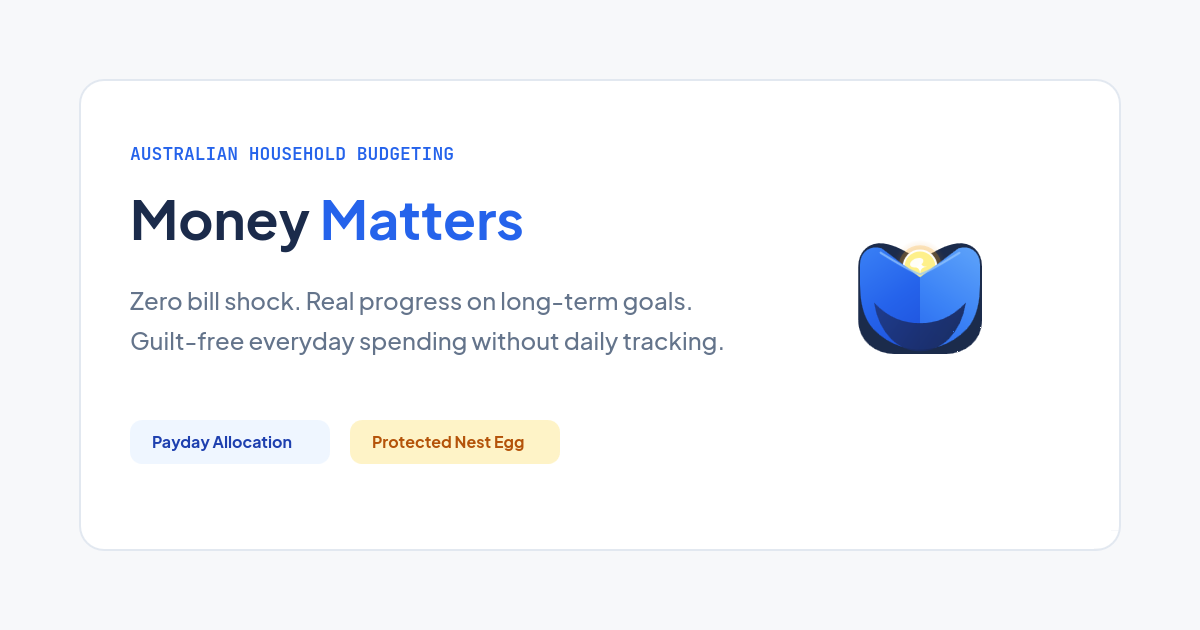 AUSTRALIAN HOUSEHOLD BUDGETING
Money Matters
Zero bill shock. Real progress on long-term goals.
Guilt-free everyday spending without daily tracking.
Payday Allocation
Protected Nest Egg